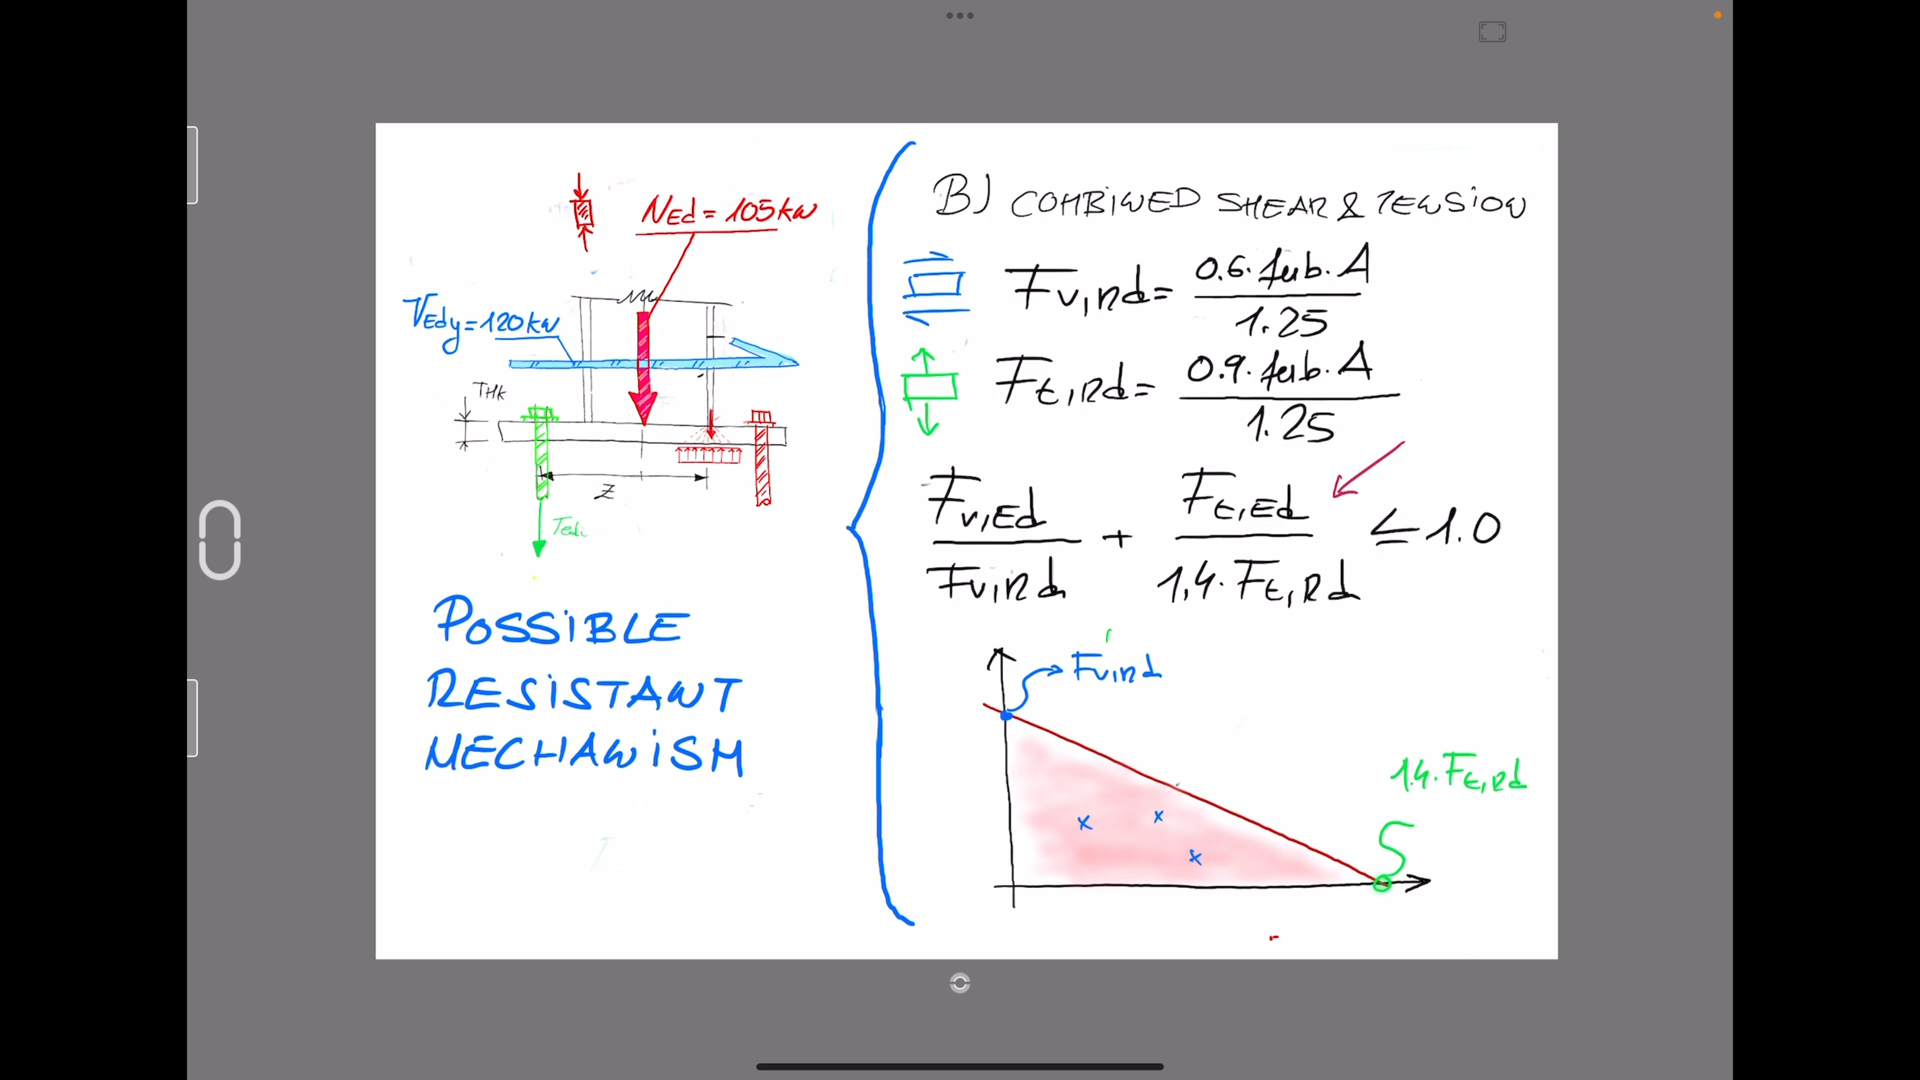 NEd = 105kN
VEdy = 120kN
THK
Z
TEdi
POSSIBLE
RESISTANT
MECHANISM
B) COMBINED SHEAR & TENSION
Fv,Rd = 0.6·fub·A / 1.25
Ft,Rd = 0.9·fub·A / 1.25
Fv,Ed / Fv,Rd + Ft,Ed / 1,4·Ft,Rd ≤ 1.0
Fv,Rd
1.4·Ft,Rd